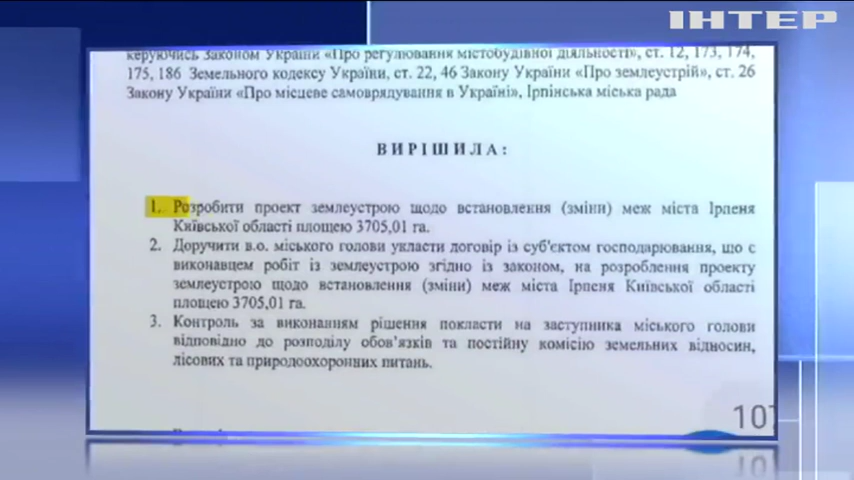 ІНТЕР
керуючись Законом України «Про регулювання містобудівної діяльності», ст. 12, 173, 174,
175, 186 Земельного кодексу України, ст. 22, 46 Закону України «Про землеустрій», ст. 26
Закону України «Про місцеве самоврядування в Україні», Ірпінська міська рада
ВИРІШИЛА:
1. Розробити проект землеустрою щодо встановлення (зміни) меж міста Ірпеня
Київської області площею 3705,01 га.
2. Доручити в.о. міського голови укласти договір із суб'єктом господарювання, що є
виконавцем робіт із землеустрою згідно із законом, на розроблення проекту
землеустрою щодо встановлення (зміни) меж міста Ірпеня Київської області
площею 3705,01 га.
3. Контроль за виконанням рішення покласти на заступника міського голови
відповідно до розподілу обов'язків та постійну комісію земельних відносин,
лісових та природоохоронних питань.
107